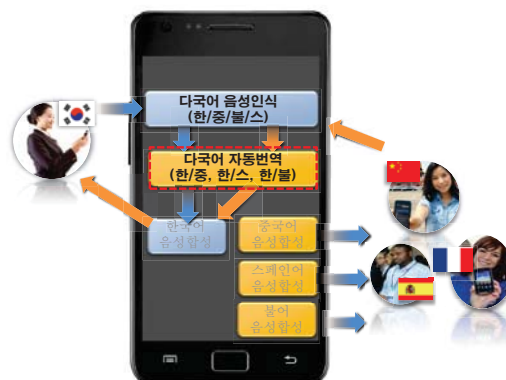 다국어 음성인식
(한/중/불/스)
다국어 자동번역
(한/중, 한/스, 한/불)
한국어
음성합성
중국어
음성합성
스페인어
음성합성
불어
음성합성